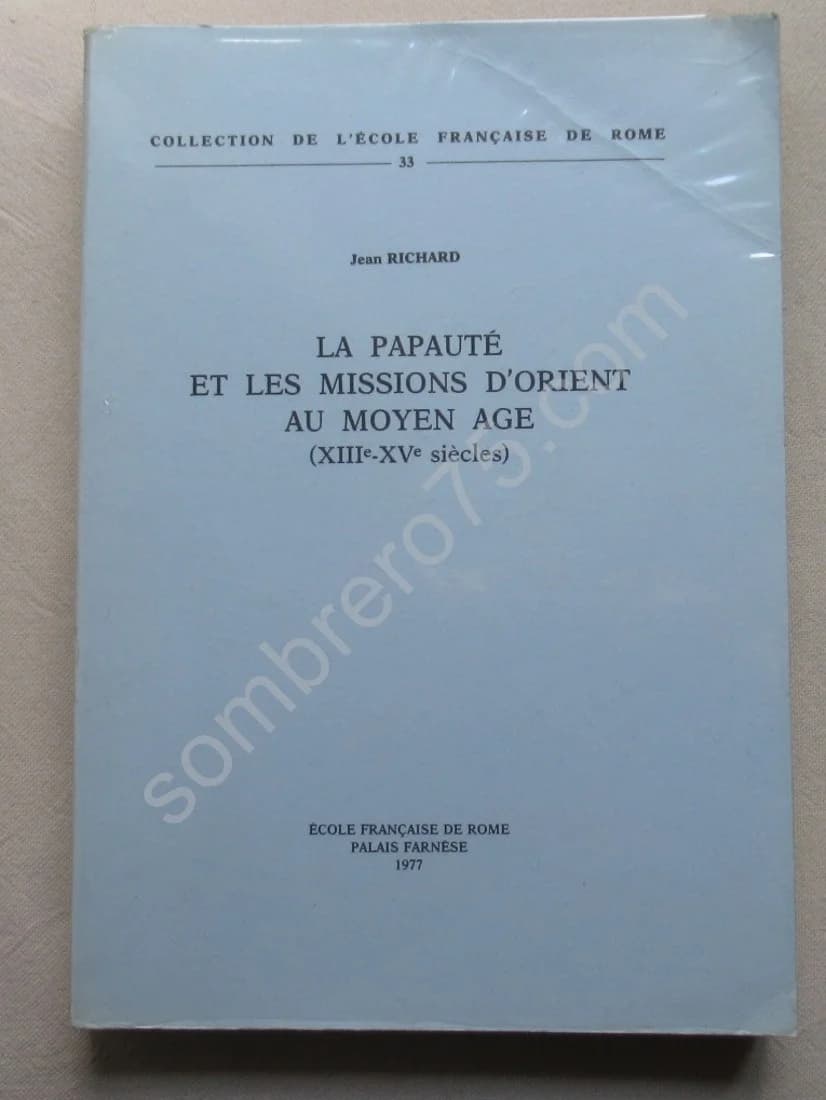 COLLECTION DE L'ÉCOLE FRANÇAISE DE ROME
33
Jean RICHARD
LA PAPAUTÉ
ET LES MISSIONS D'ORIENT
AU MOYEN AGE
(XIIIe-XVe siècles)
sombrero75.com
ÉCOLE FRANÇAISE DE ROME
PALAIS FARNÈSE
1977